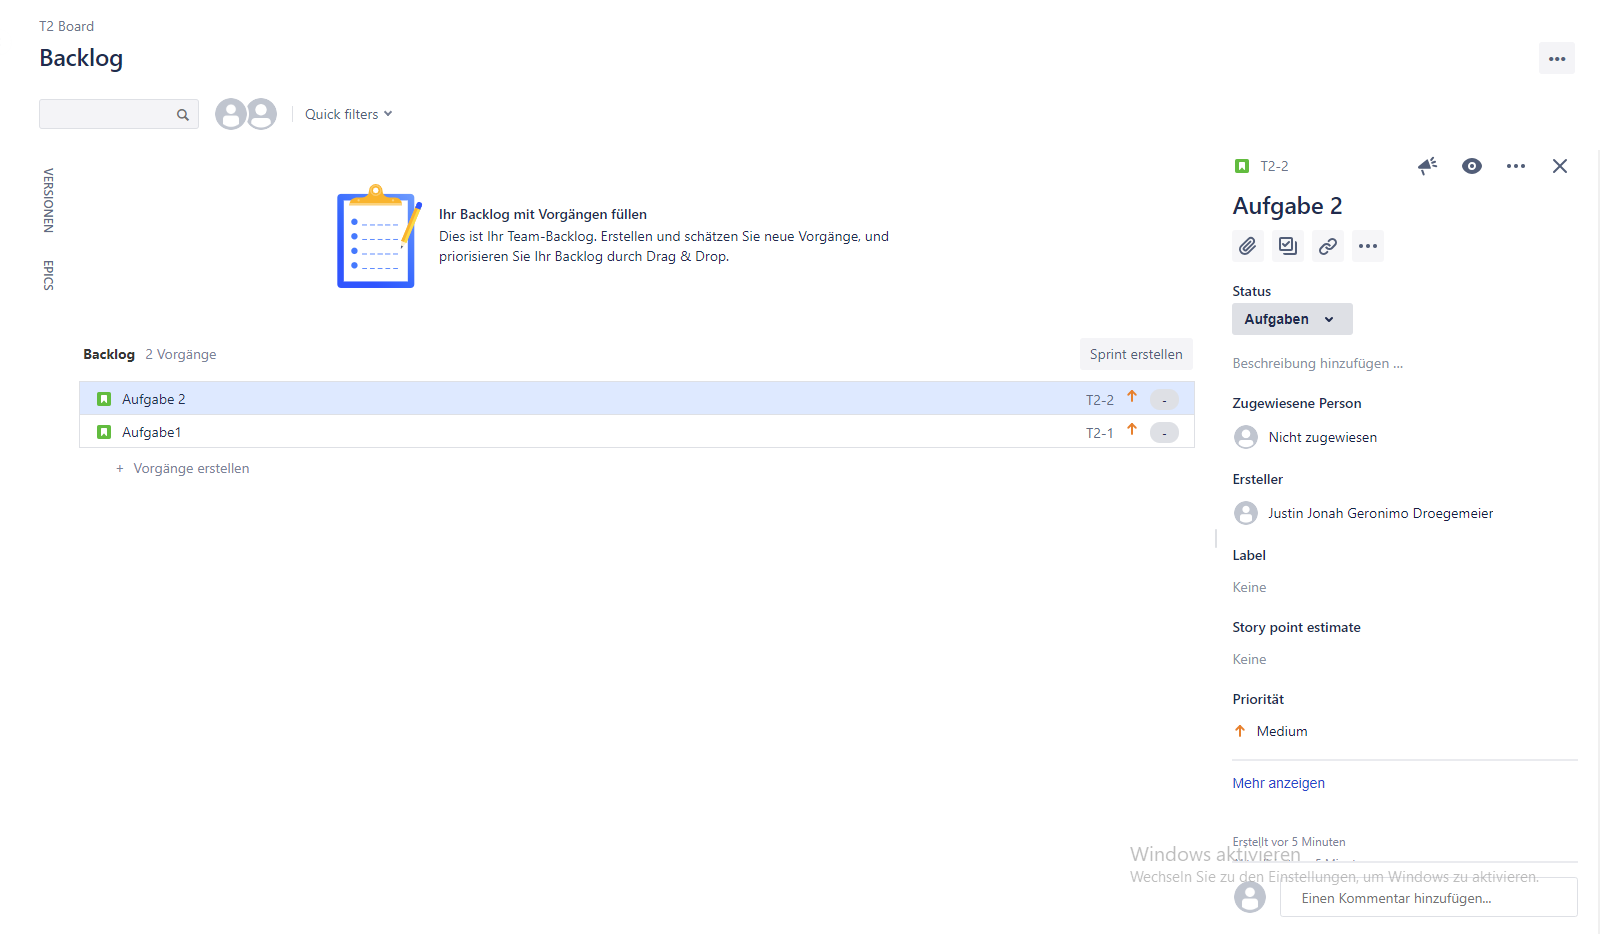 T2 Board
Backlog
Quick filters
VERSIONEN
EPICS
Ihr Backlog mit Vorgängen füllen
Dies ist Ihr Team-Backlog. Erstellen und schätzen Sie neue Vorgänge, und
priorisieren Sie Ihr Backlog durch Drag & Drop.
Backlog 2 Vorgänge
Sprint erstellen
Aufgabe 2 T2-2 -
Aufgabe1 T2-1 -
+ Vorgänge erstellen
T2-2
Aufgabe 2
Status
Aufgaben
Beschreibung hinzufügen ...
Zugewiesene Person
Nicht zugewiesen
Ersteller
Justin Jonah Geronimo Droegemeier
Label
Keine
Story point estimate
Keine
Priorität
Medium
Mehr anzeigen
Erstellt vor 5 Minuten
Windows aktivieren
Wechseln Sie zu den Einstellungen, um Windows zu aktivieren.
Einen Kommentar hinzufügen...